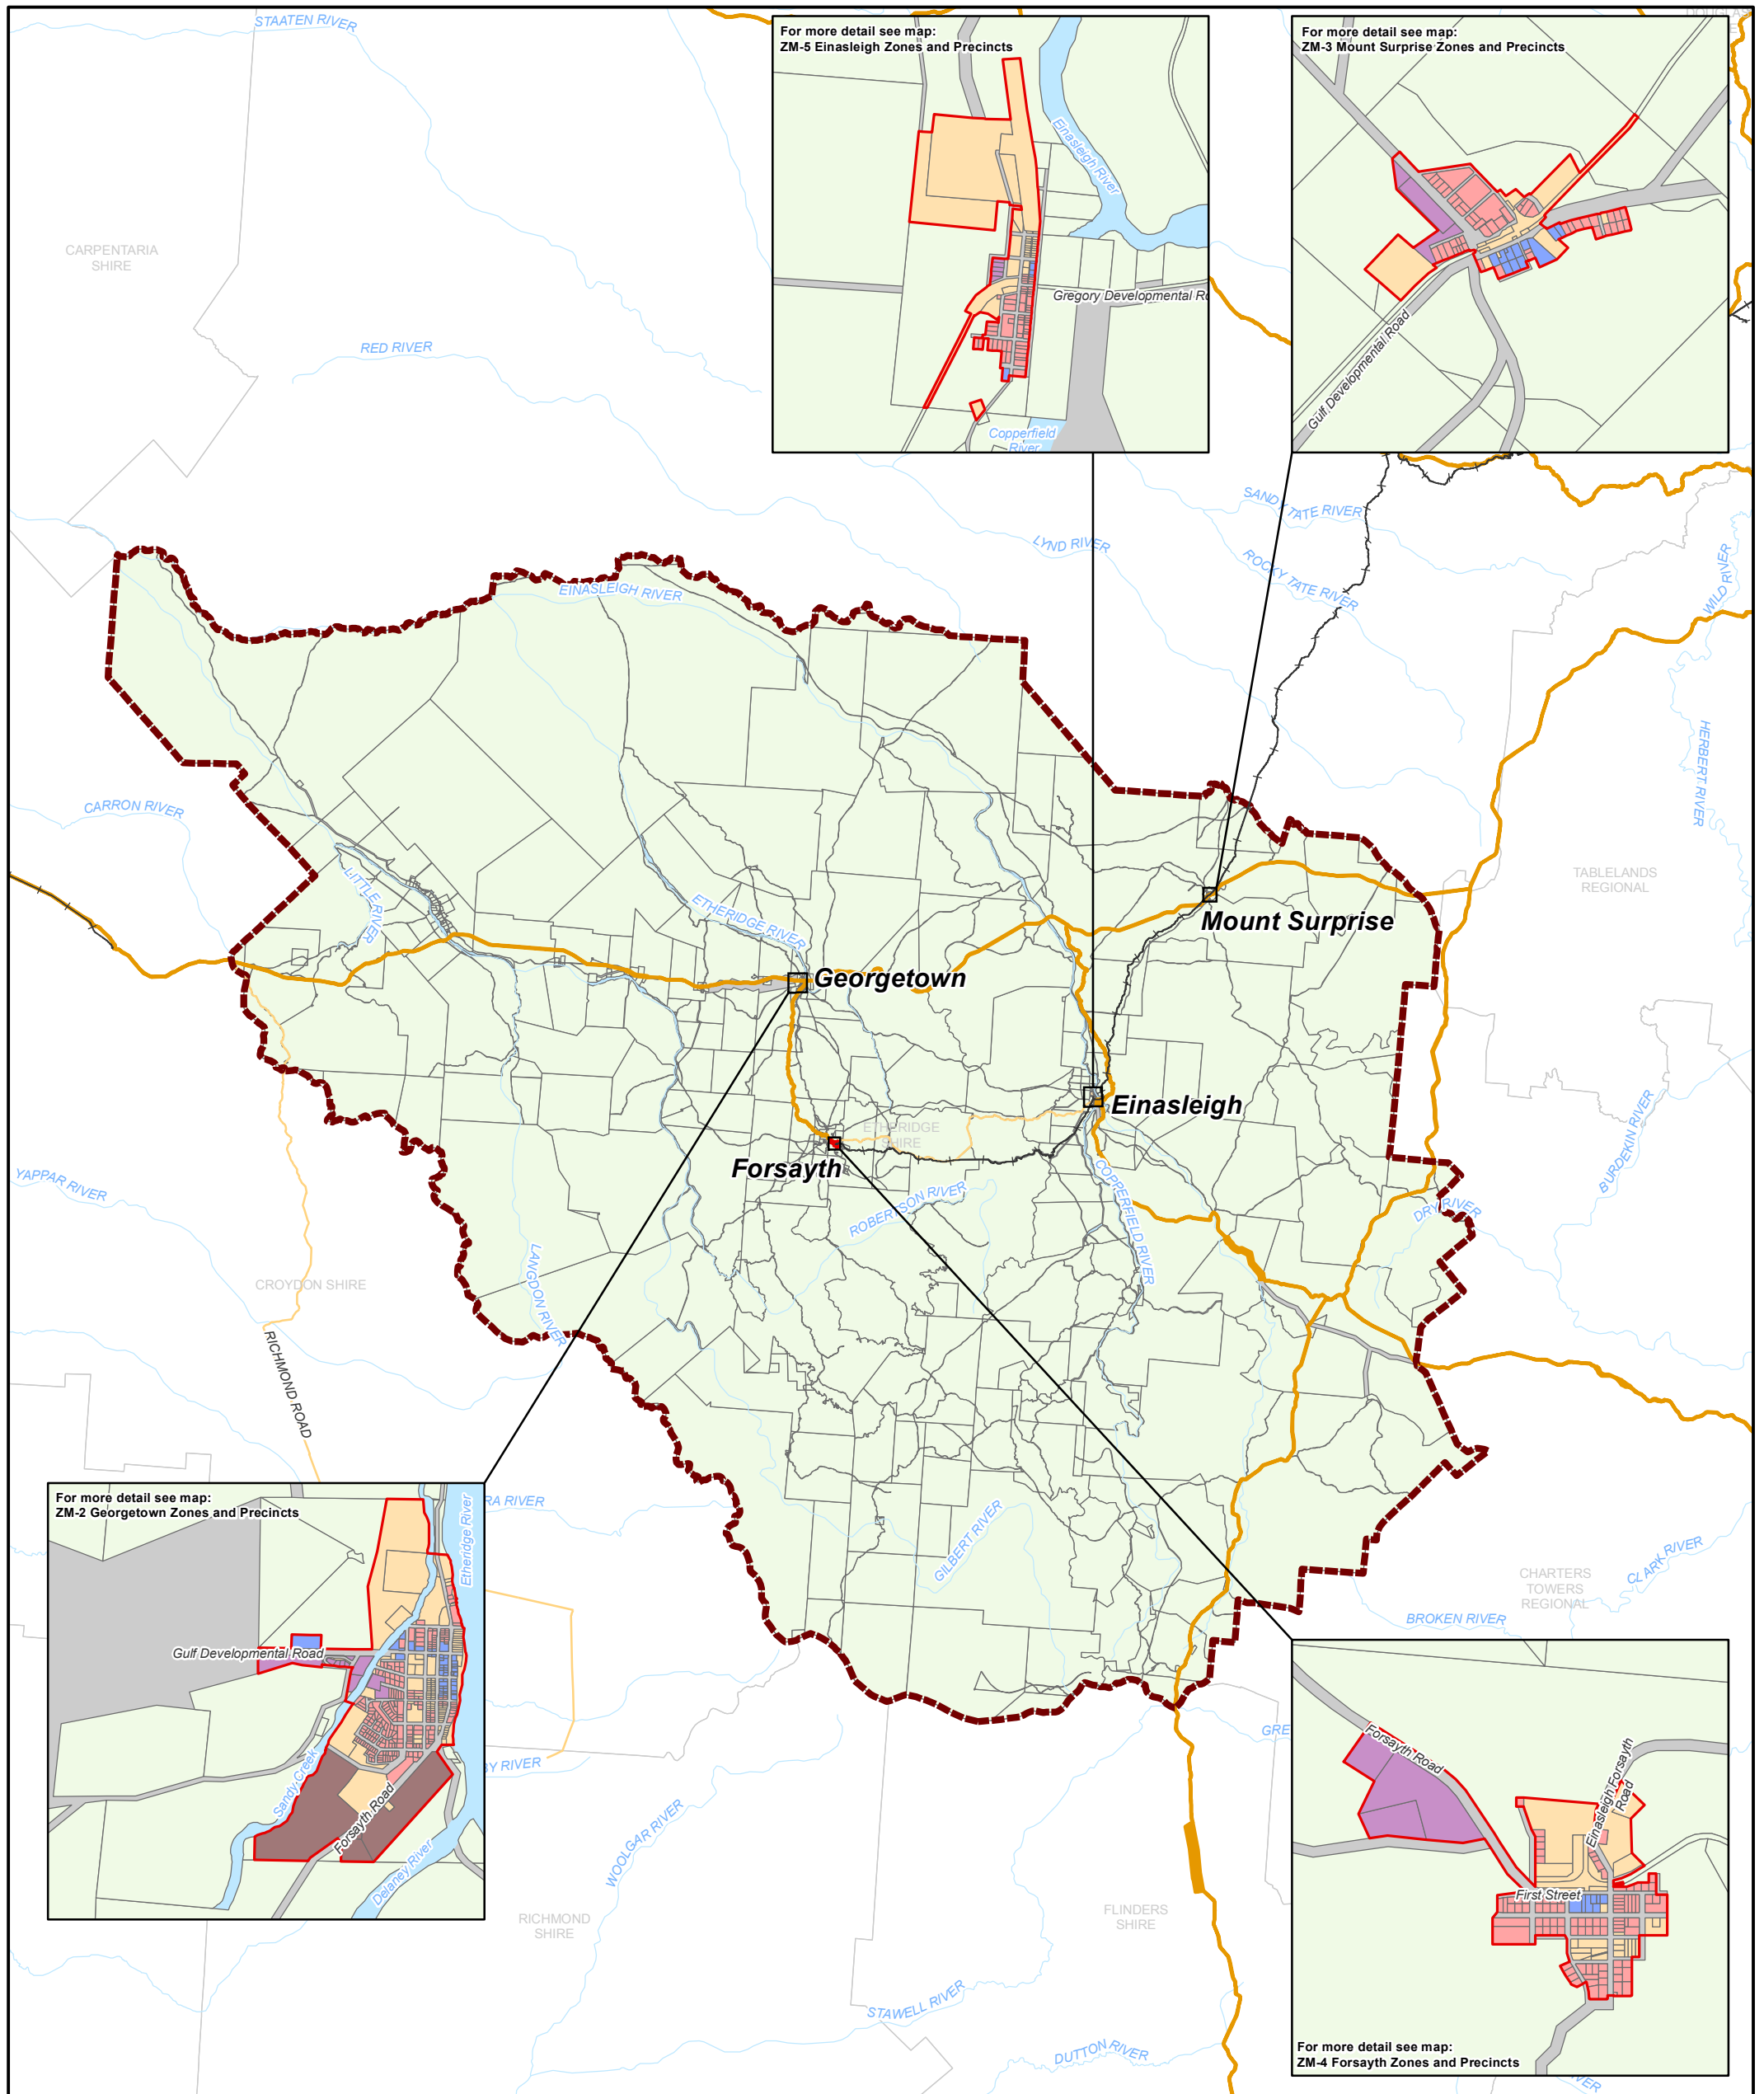 STAATEN RIVER
CARPENTARIA
SHIRE
RED RIVER
For more detail see map:
ZM-5 Einasleigh Zones and Precincts
Einasleigh River
Gregory Developmental
Copperfield
River
For more detail see map:
ZM-3 Mount Surprise Zones and Precincts
Gulf Developmental Road
SAND TATE RIVER
LYND RIVER
ROCKY TATE RIVER
WILD RIVER
EINASLEIGH RIVER
HERBERT RIVER
CARRON RIVER
LITTLE RIVER
ETHERIDGE RIVER
TABLELANDS
REGIONAL
Mount Surprise
Georgetown
Einasleigh
ETHERIDGE
SHIRE
Forsayth
YAPPAR RIVER
ROBERTSON RIVER
COPPERFIELD RIVER
BURDEKIN RIVER
DRY RIVER
LANGDON RIVER
CROYDON SHIRE
RICHMOND ROAD
For more detail see map:
ZM-2 Georgetown Zones and Precincts
Etheridge River
Gulf Developmental Road
Sandy Creek
Forsayth Road
Delaney River
RA RIVER
GILBERT RIVER
CLARK RIVER
CHARTERS
TOWERS
REGIONAL
BROKEN RIVER
GRE
BY RIVER
WOOLGAR RIVER
RICHMOND
SHIRE
FLINDERS
SHIRE
STAWELL RIVER
DUTTON RIVER
Forsayth Road
Einasleigh Forsayth
Road
First Street
For more detail see map:
ZM-4 Forsayth Zones and Precincts
VER